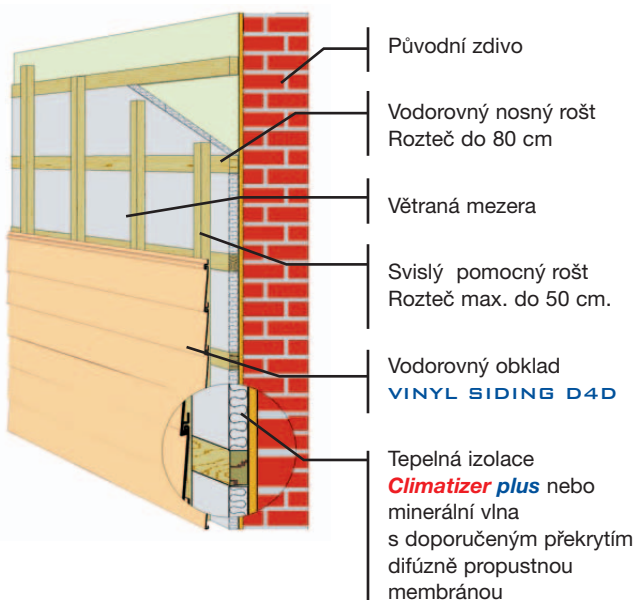 Původní zdivo
Vodorovný nosný rošt
Rozteč do 80 cm
Větraná mezera
Svislý pomocný rošt
Rozteč max. do 50 cm.
Vodorovný obklad
VINYL SIDING D4D
Tepelná izolace
Climatizer plus nebo
minerální vlna
s doporučeným překrytím
difúzně propustnou
membránou